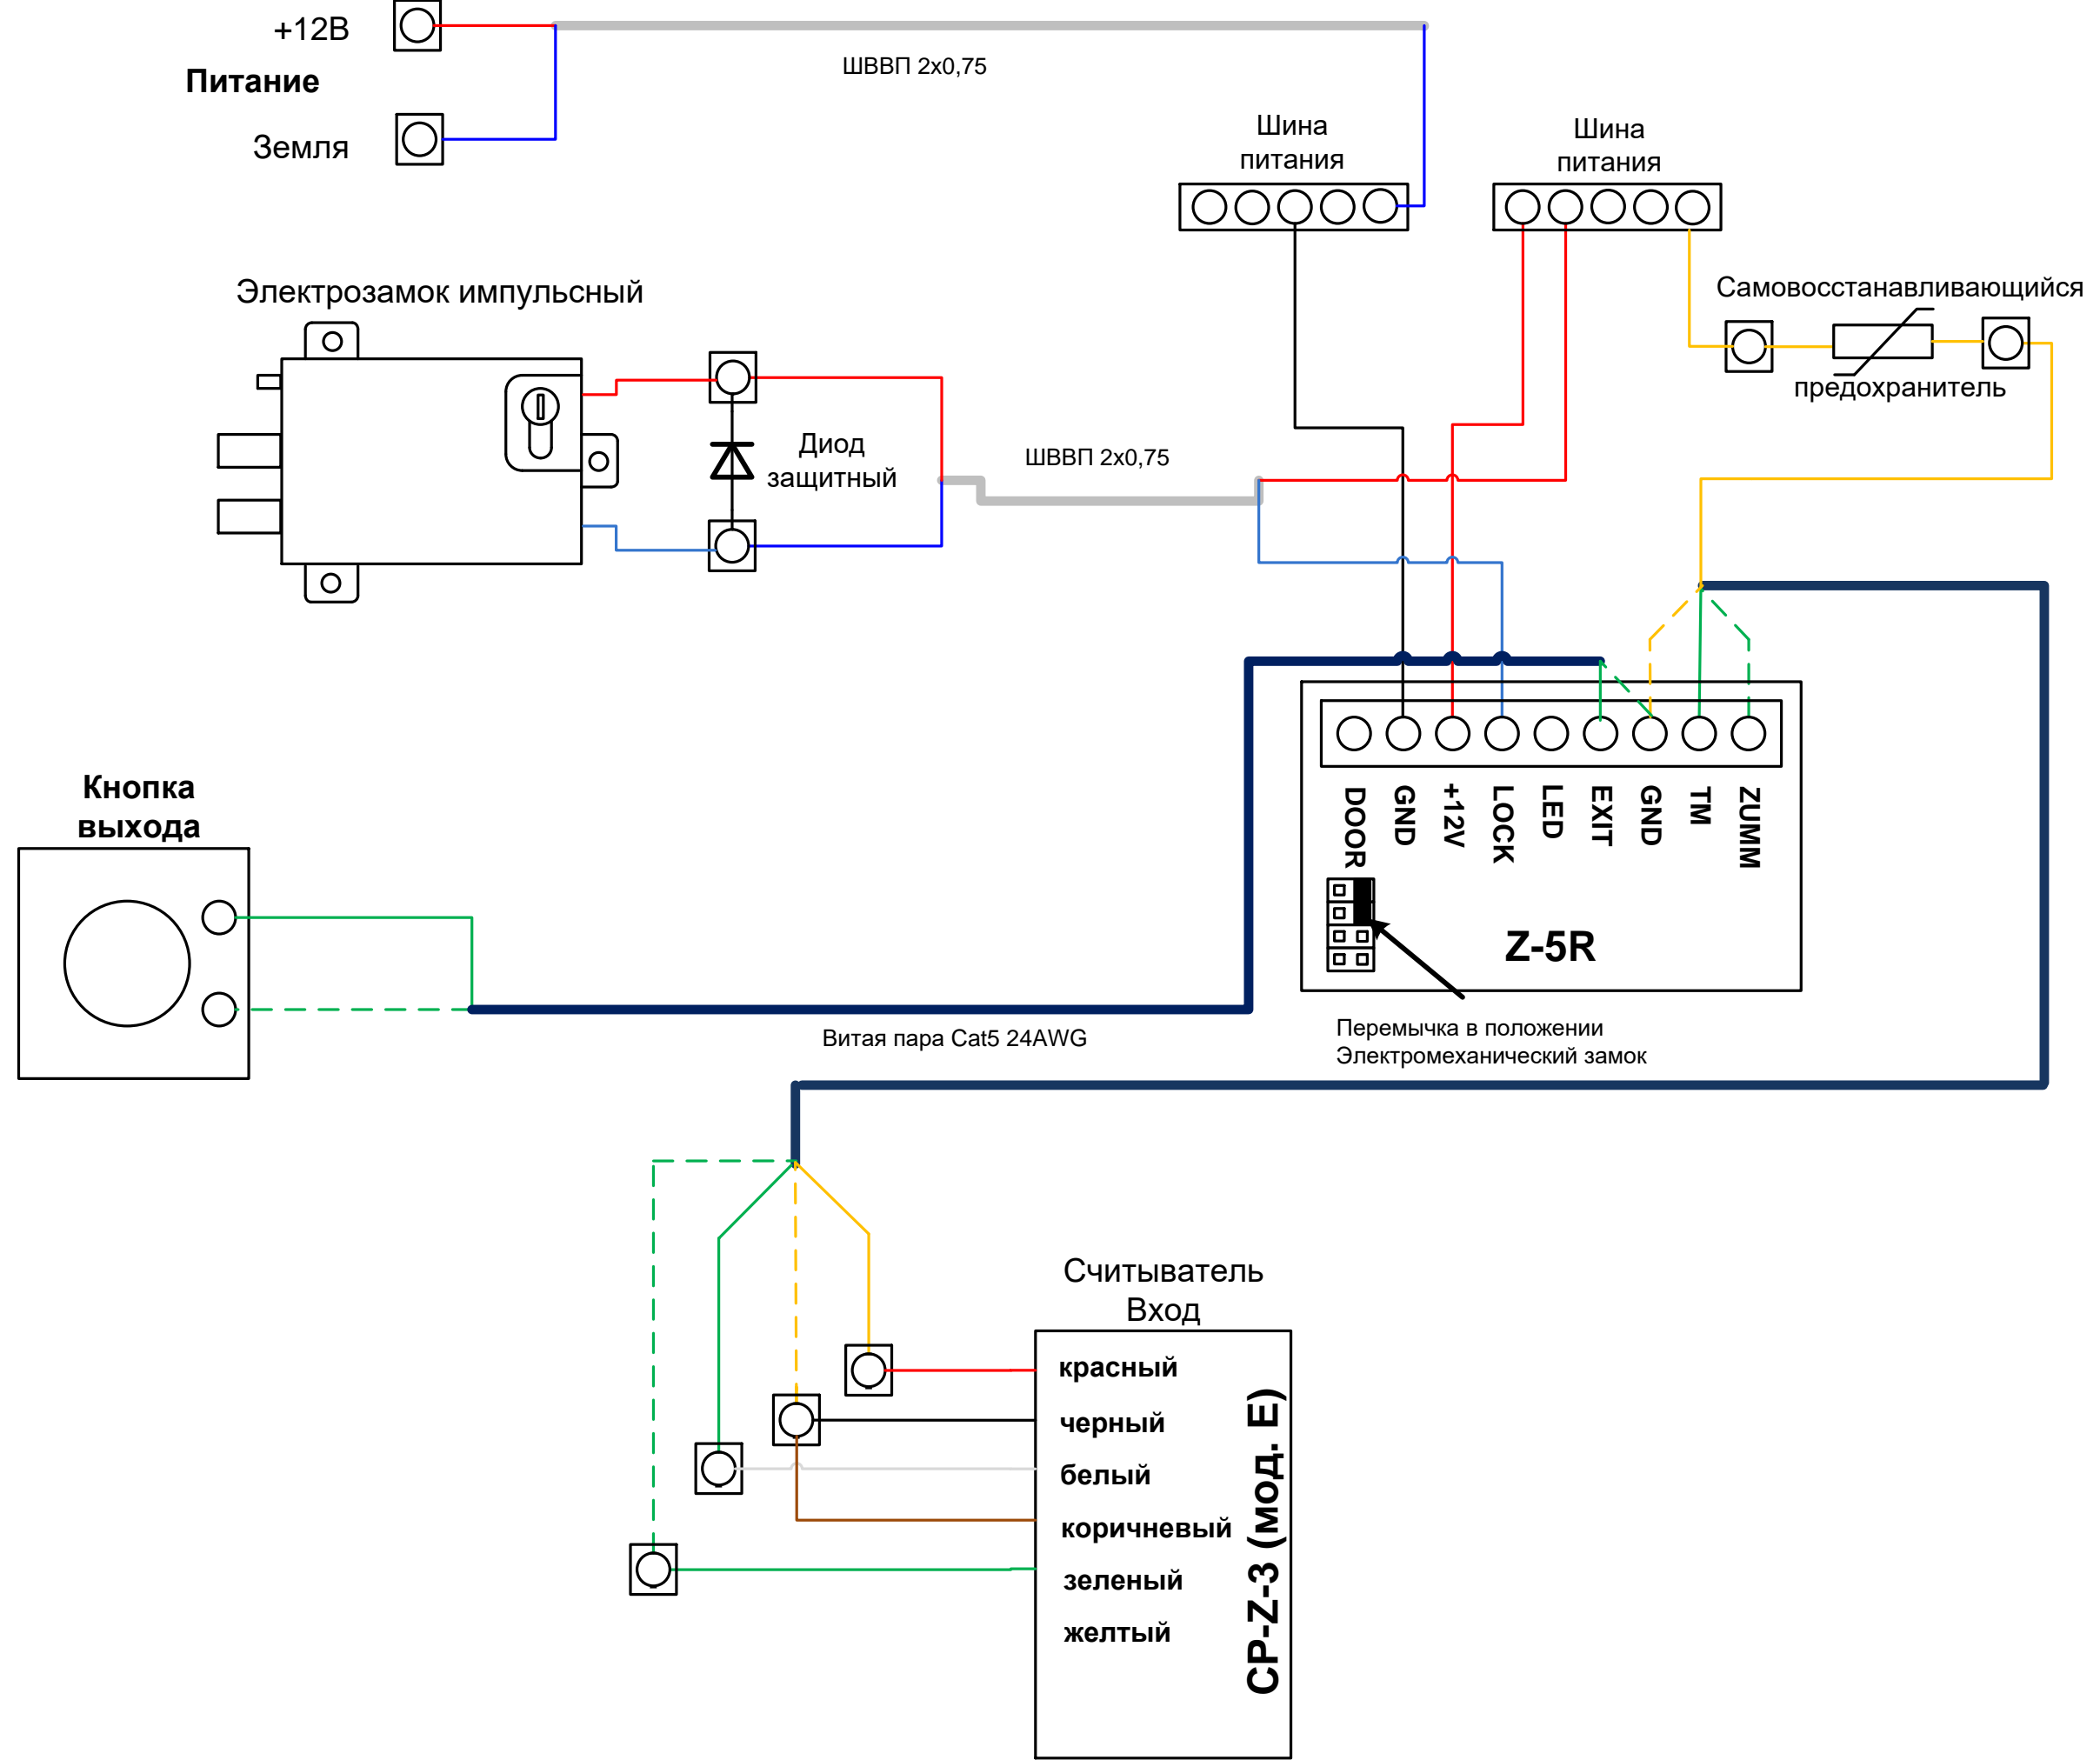 +12В
Питание
Земля
ШВВП 2х0,75
Шина
питания
Шина
питания
Электрозамок импульсный
Самовосстанавливающийся
предохранитель
Диод
защитный
ШВВП 2х0,75
Кнопка
выхода
DOOR
GND
+12V
LOCK
LED
EXIT
GND
TM
ZUMM
Z-5R
Перемычка в положении
Электромеханический замок
Витая пара Cat5 24AWG
Считыватель
Вход
красный
черный
белый
коричневый
зеленый
желтый
CP-Z-3 (мод. E)